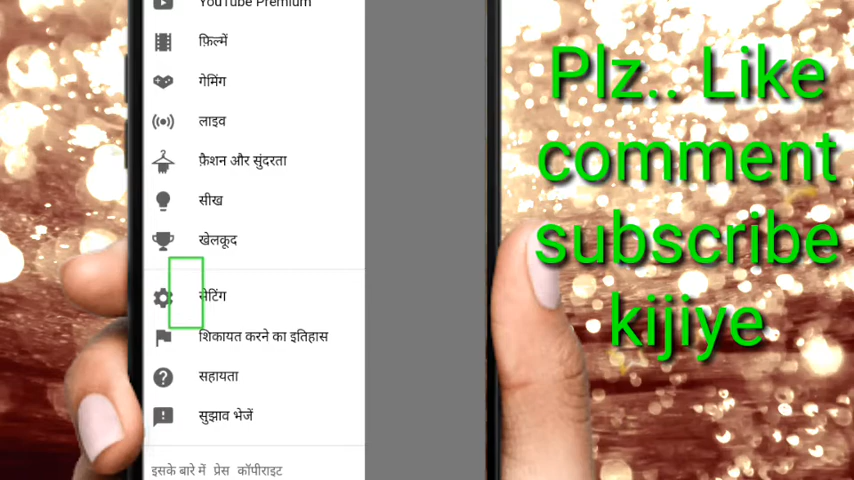 YouTube Premium
फ़िल्में
गेमिंग
लाइव
फ़ैशन और सुंदरता
सीख
खेलकूद
सेटिंग
शिकायत करने का इतिहास
सहायता
सुझाव भेजें
इसके बारे में प्रेस कॉपीराइट
Plz.. Like
comment
subscribe
kijiye